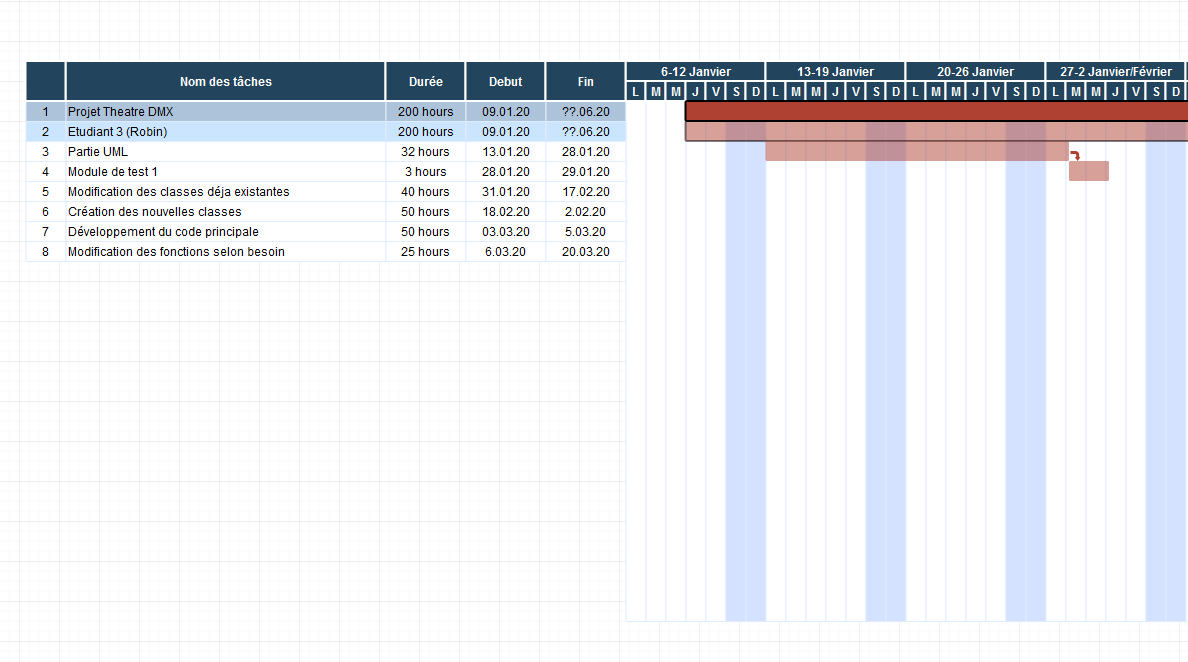 6-12 Janvier 13-19 Janvier 20-26 Janvier 27-2 Janvier/Février
Nom des tâches Durée Debut Fin
L M M J V S D L M M J V S D L M M J V S D L M M J V S D
1 Projet Theatre DMX 200 hours 09.01.20 ??.06.20
2 Etudiant 3 (Robin) 200 hours 09.01.20 ??.06.20
3 Partie UML 32 hours 13.01.20 28.01.20
4 Module de test 1 3 hours 28.01.20 29.01.20
5 Modification des classes déja existantes 40 hours 31.01.20 17.02.20
6 Création des nouvelles classes 50 hours 18.02.20 2.02.20
7 Développement du code principale 50 hours 03.03.20 5.03.20
8 Modification des fonctions selon besoin 25 hours 6.03.20 20.03.20